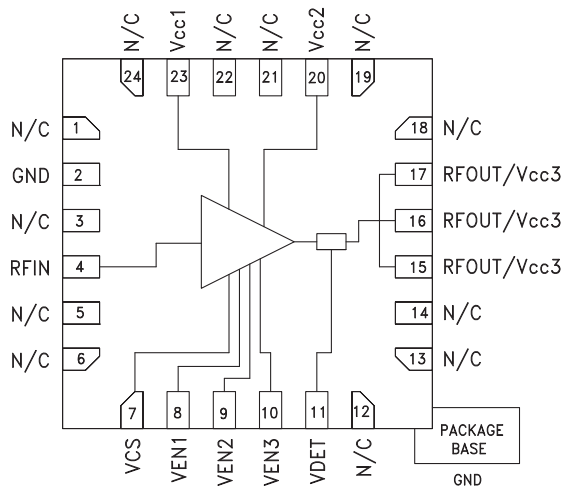 N/C
Vcc1
N/C
N/C
Vcc2
N/C
24
23
22
21
20
19
N/C
1
18
N/C
GND
2
17
RFOUT/Vcc3
N/C
3
16
RFOUT/Vcc3
RFIN
4
15
RFOUT/Vcc3
N/C
5
14
N/C
N/C
6
13
N/C
7
8
9
10
11
12
VCS
VEN1
VEN2
VEN3
VDET
N/C
PACKAGE
BASE
GND